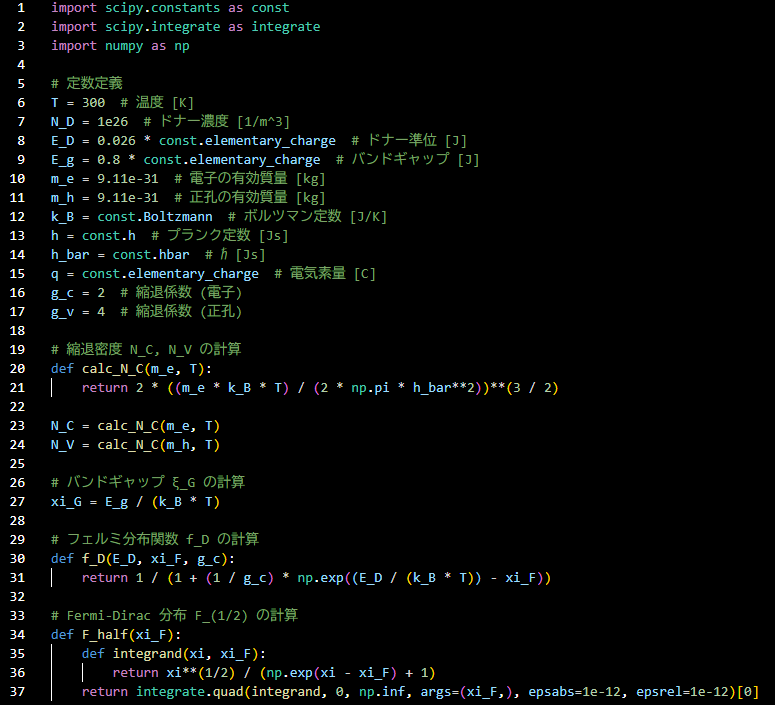 1 import scipy.constants as const
2 import scipy.integrate as integrate
3 import numpy as np
4
5 # 定数定義
6 T = 300  # 温度 [K]
7 N_D = 1e26  # ドナー濃度 [1/m^3]
8 E_D = 0.026 * const.elementary_charge  # ドナー準位 [J]
9 E_g = 0.8 * const.elementary_charge  # バンドギャップ [J]
10 m_e = 9.11e-31  # 電子の有効質量 [kg]
11 m_h = 9.11e-31  # 正孔の有効質量 [kg]
12 k_B = const.Boltzmann  # ボルツマン定数 [J/K]
13 h = const.h  # プランク定数 [Js]
14 h_bar = const.hbar  # ℏ [Js]
15 q = const.elementary_charge  # 電気素量 [C]
16 g_c = 2  # 縮退係数 (電子)
17 g_v = 4  # 縮退係数 (正孔)
18
19 # 縮退密度 N_C, N_V の計算
20 def calc_N_C(m_e, T):
21     return 2 * ((m_e * k_B * T) / (2 * np.pi * h_bar**2))**(3 / 2)
22
23 N_C = calc_N_C(m_e, T)
24 N_V = calc_N_C(m_h, T)
25
26 # バンドギャップ ξ_G の計算
27 xi_G = E_g / (k_B * T)
28
29 # フェルミ分布関数 f_D の計算
30 def f_D(E_D, xi_F, g_c):
31     return 1 / (1 + (1 / g_c) * np.exp((E_D / (k_B * T)) - xi_F))
32
33 # Fermi-Dirac 分布 F_(1/2) の計算
34 def F_half(xi_F):
35     def integrand(xi, xi_F):
36         return xi**(1/2) / (np.exp(xi - xi_F) + 1)
37     return integrate.quad(integrand, 0, np.inf, args=(xi_F,), epsabs=1e-12, epsrel=1e-12)[0]